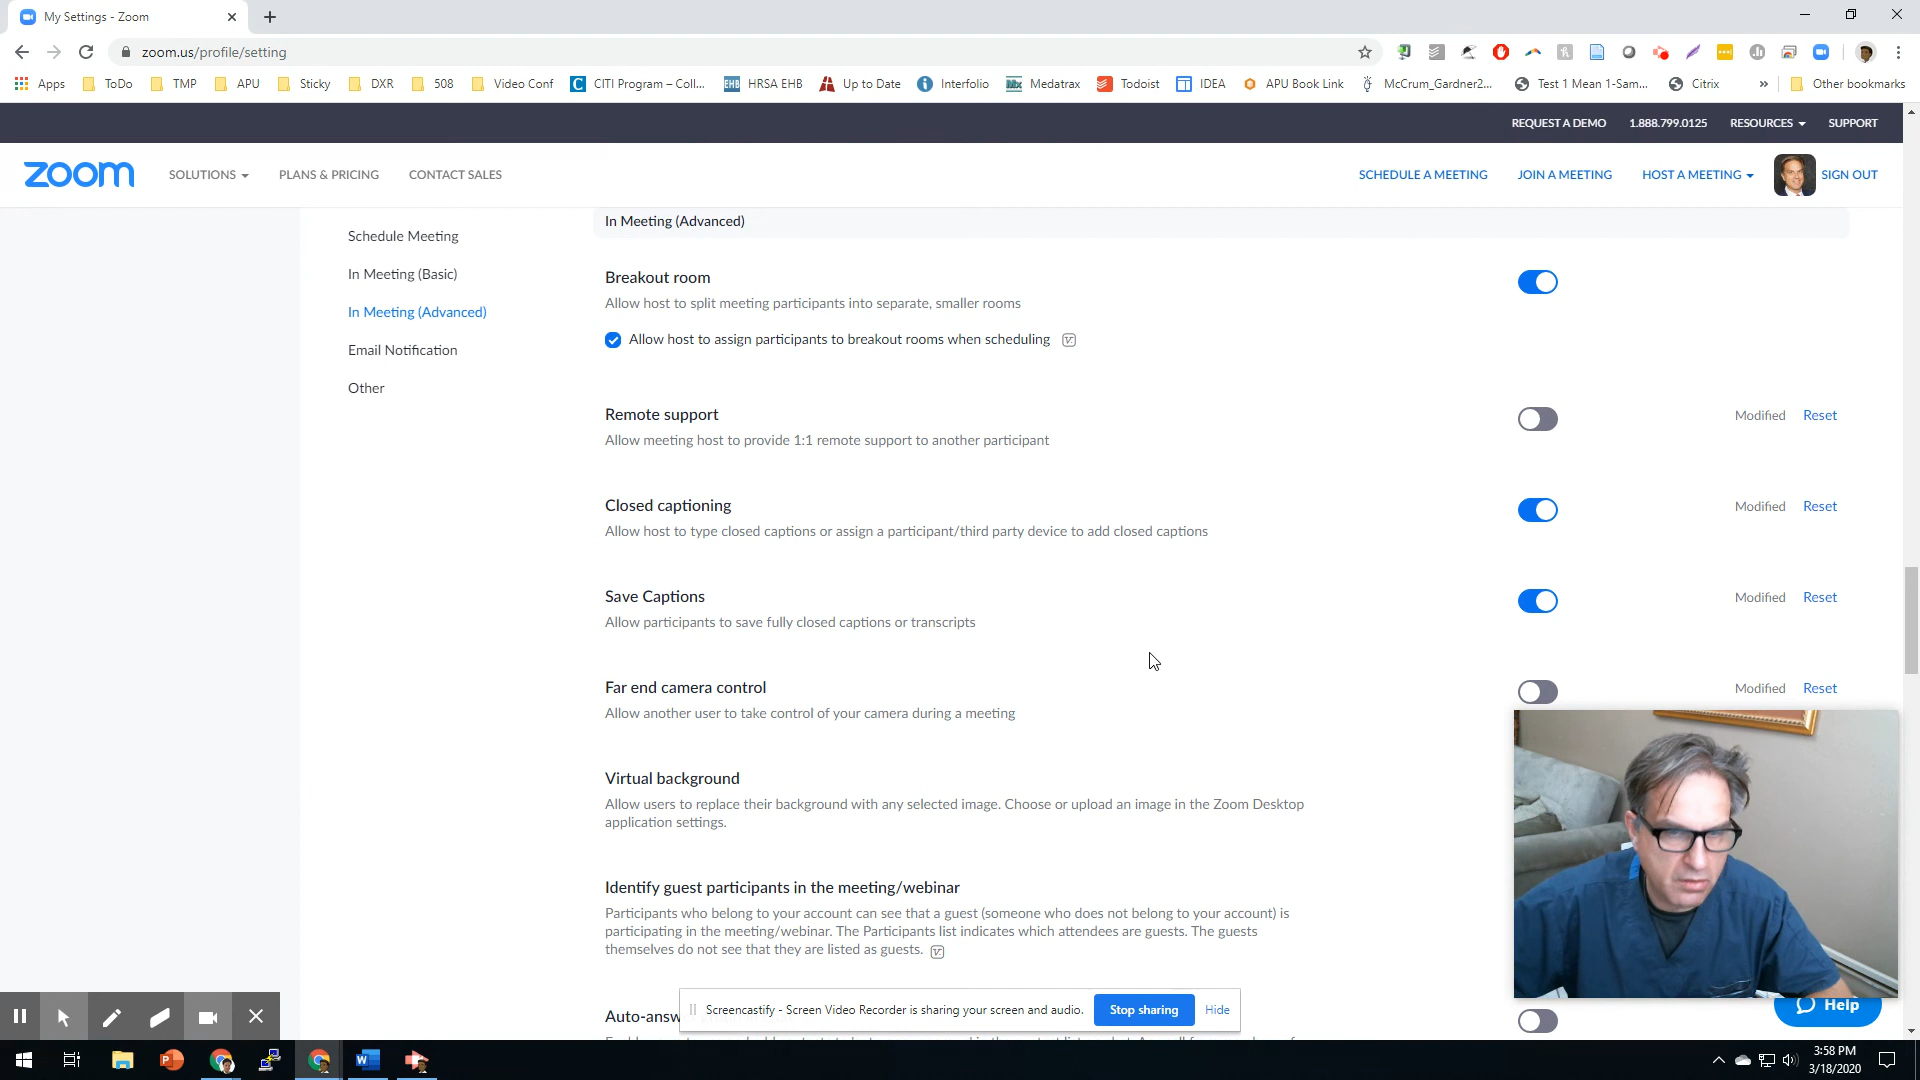 My Settings - Zoom
zoom.us/profile/setting
Apps ToDo TMP APU Sticky DXR 508 Video Conf CITI Program – Coll... EHB HRSA EHB Up to Date Interfolio Mtx Medatrax Todoist IDEA APU Book Link McCrum_Gardner2... Test 1 Mean 1-Sam... Citrix » Other bookmarks
REQUEST A DEMO 1.888.799.0125 RESOURCES SUPPORT
zoom SOLUTIONS PLANS & PRICING CONTACT SALES SCHEDULE A MEETING JOIN A MEETING HOST A MEETING SIGN OUT
Schedule Meeting
In Meeting (Basic)
In Meeting (Advanced)
Email Notification
Other
In Meeting (Advanced)
Breakout room
Allow host to split meeting participants into separate, smaller rooms
Allow host to assign participants to breakout rooms when scheduling
Remote support
Modified Reset
Allow meeting host to provide 1:1 remote support to another participant
Closed captioning
Modified Reset
Allow host to type closed captions or assign a participant/third party device to add closed captions
Save Captions
Modified Reset
Allow participants to save fully closed captions or transcripts
Far end camera control
Modified Reset
Allow another user to take control of your camera during a meeting
Virtual background
Allow users to replace their background with any selected image. Choose or upload an image in the Zoom Desktop
application settings.
Identify guest participants in the meeting/webinar
Participants who belong to your account can see that a guest (someone who does not belong to your account) is
participating in the meeting/webinar. The Participants list indicates which attendees are guests. The guests
themselves do not see that they are listed as guests.
Auto-answ
Screencastify - Screen Video Recorder is sharing your screen and audio. Stop sharing Hide
Help
3:58 PM
3/18/2020